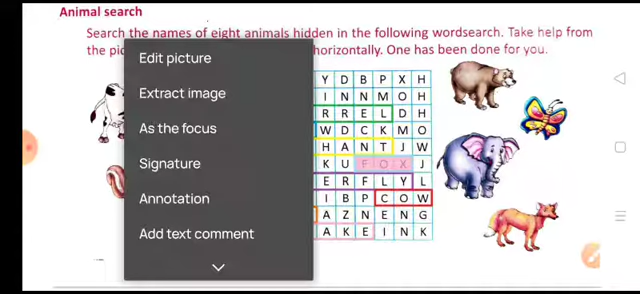 Animal search
Search the names of eight animals hidden in the following wordsearch. Take help from
the pic
horizontally. One has been done for you.
Edit picture
Extract image
As the focus
Signature
Annotation
Add text comment
Y D B P X H
I N N M O H
R R E L D H
W D C K M O
H A N T J W
K U F O X J
E R F L Y L
I B P C O W
A Z N E N G
A K E I N K